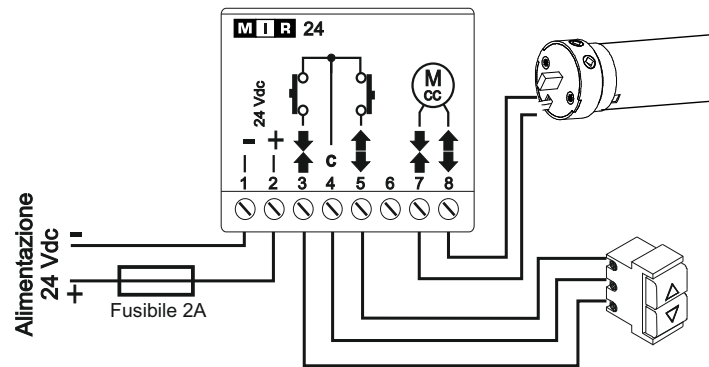 MIR 24
M
CC
24 Vdc
- +
C
1 2 3 4 5 6 7 8
Alimentazione
24 Vdc
-
+
Fusibile 2A